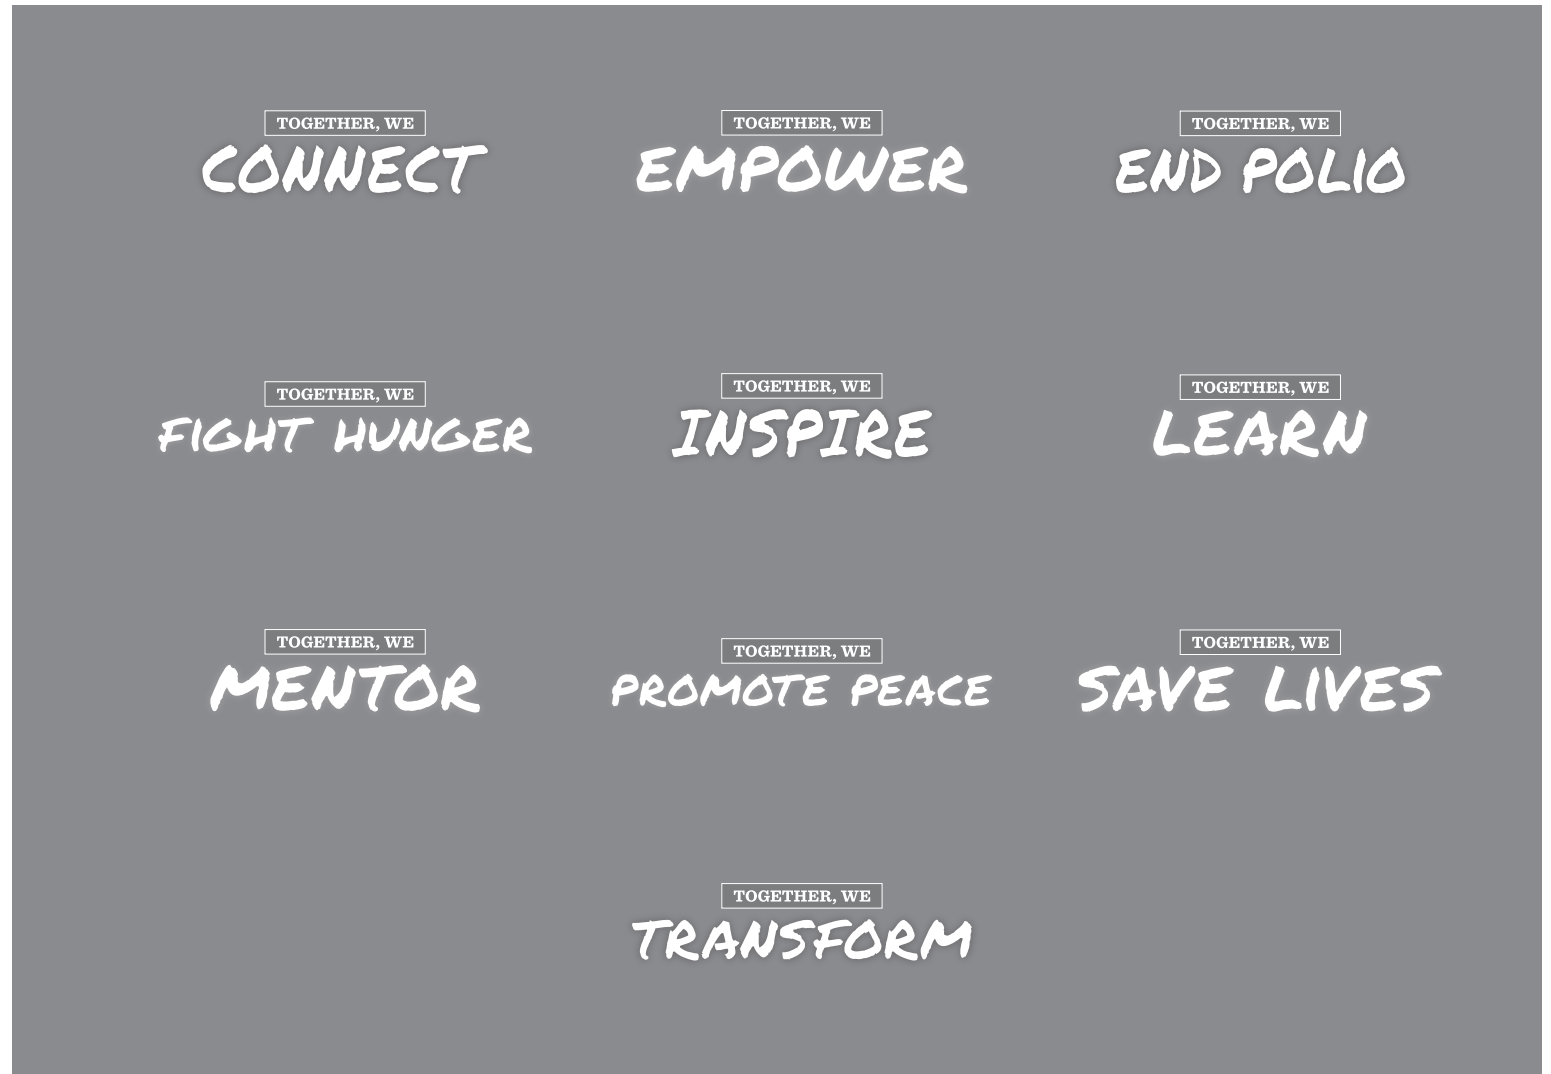 TOGETHER, WE
CONNECT
TOGETHER, WE
EMPOWER
TOGETHER, WE
END POLIO
TOGETHER, WE
FIGHT HUNGER
TOGETHER, WE
INSPIRE
TOGETHER, WE
LEARN
TOGETHER, WE
MENTOR
TOGETHER, WE
PROMOTE PEACE
TOGETHER, WE
SAVE LIVES
TOGETHER, WE
TRANSFORM